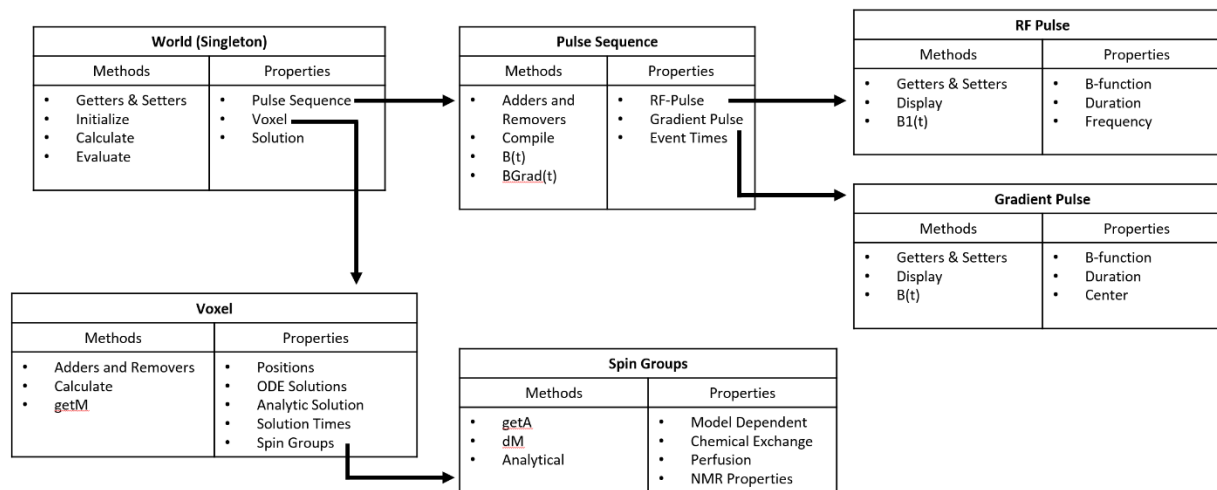 World (Singleton)
Methods
Properties
Getters & Setters
Initialize
Calculate
Evaluate
Pulse Sequence
Voxel
Solution
Pulse Sequence
Methods
Properties
Adders and
Removers
Compile
B(t)
BGrad(t)
RF-Pulse
Gradient Pulse
Event Times
RF Pulse
Methods
Properties
Getters & Setters
Display
B1(t)
B-function
Duration
Frequency
Gradient Pulse
Methods
Properties
Getters & Setters
Display
B(t)
B-function
Duration
Center
Voxel
Methods
Properties
Adders and Removers
Calculate
getM
Positions
ODE Solutions
Analytic Solution
Solution Times
Spin Groups
Spin Groups
Methods
Properties
getA
dM
Analytical
Model Dependent
Chemical Exchange
Perfusion
NMR Properties